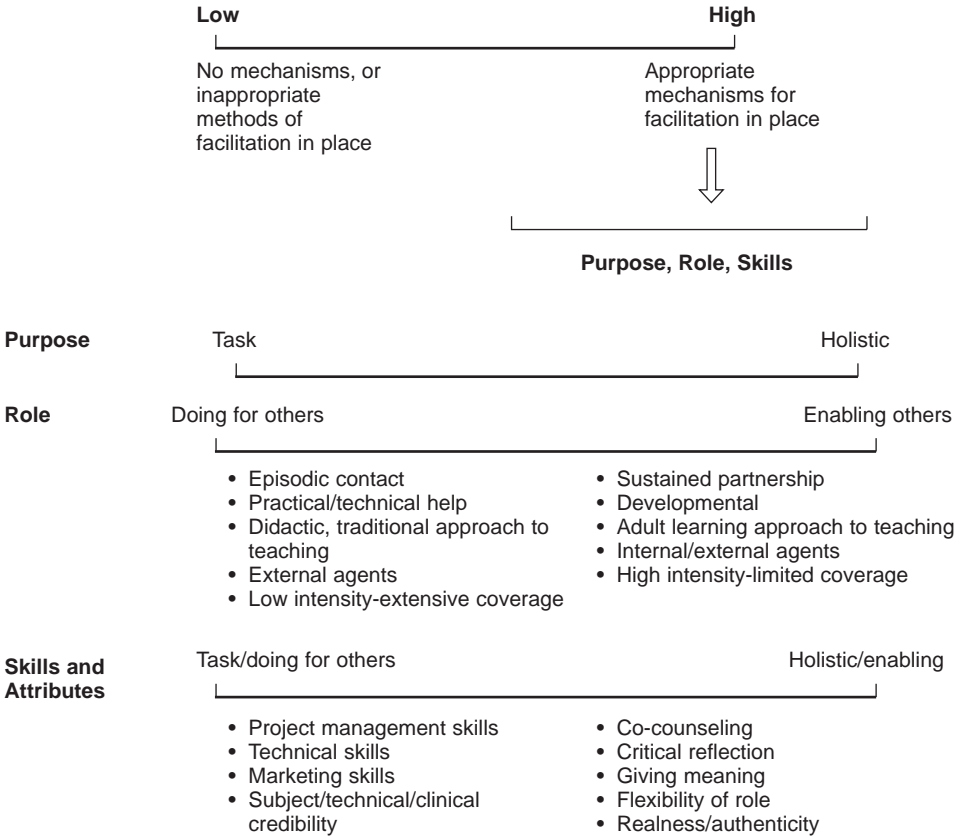 Low High
No mechanisms, or
inappropriate
methods of
facilitation in place
Appropriate
mechanisms for
facilitation in place
Purpose, Role, Skills
Purpose
Task Holistic
Role
Doing for others Enabling others
• Episodic contact
• Practical/technical help
• Didactic, traditional approach to
teaching
• External agents
• Low intensity-extensive coverage
• Sustained partnership
• Developmental
• Adult learning approach to teaching
• Internal/external agents
• High intensity-limited coverage
Skills and
Attributes
Task/doing for others Holistic/enabling
• Project management skills
• Technical skills
• Marketing skills
• Subject/technical/clinical
credibility
• Co-counseling
• Critical reflection
• Giving meaning
• Flexibility of role
• Realness/authenticity